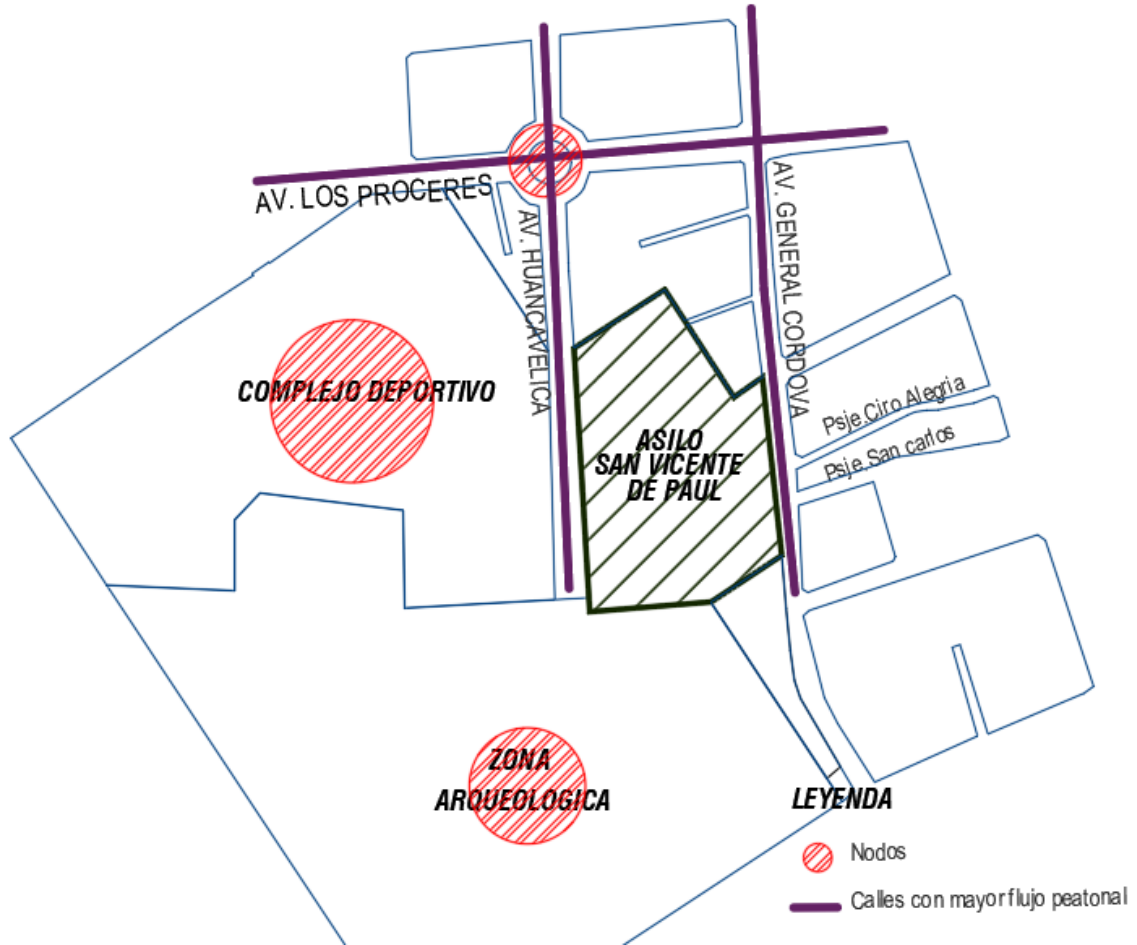 AV. LOS PROCERES
AV. HUANCAVELICA
AV. GENERAL CORDOVA
COMPLEJO DEPORTIVO
Psje.Ciro Alegria
Psje.San carlos
ASILO
SAN VICENTE
DE PAUL
ZONA
ARQUEOLOGICA
LEYENDA
Nodos
Calles con mayor flujo peatonal